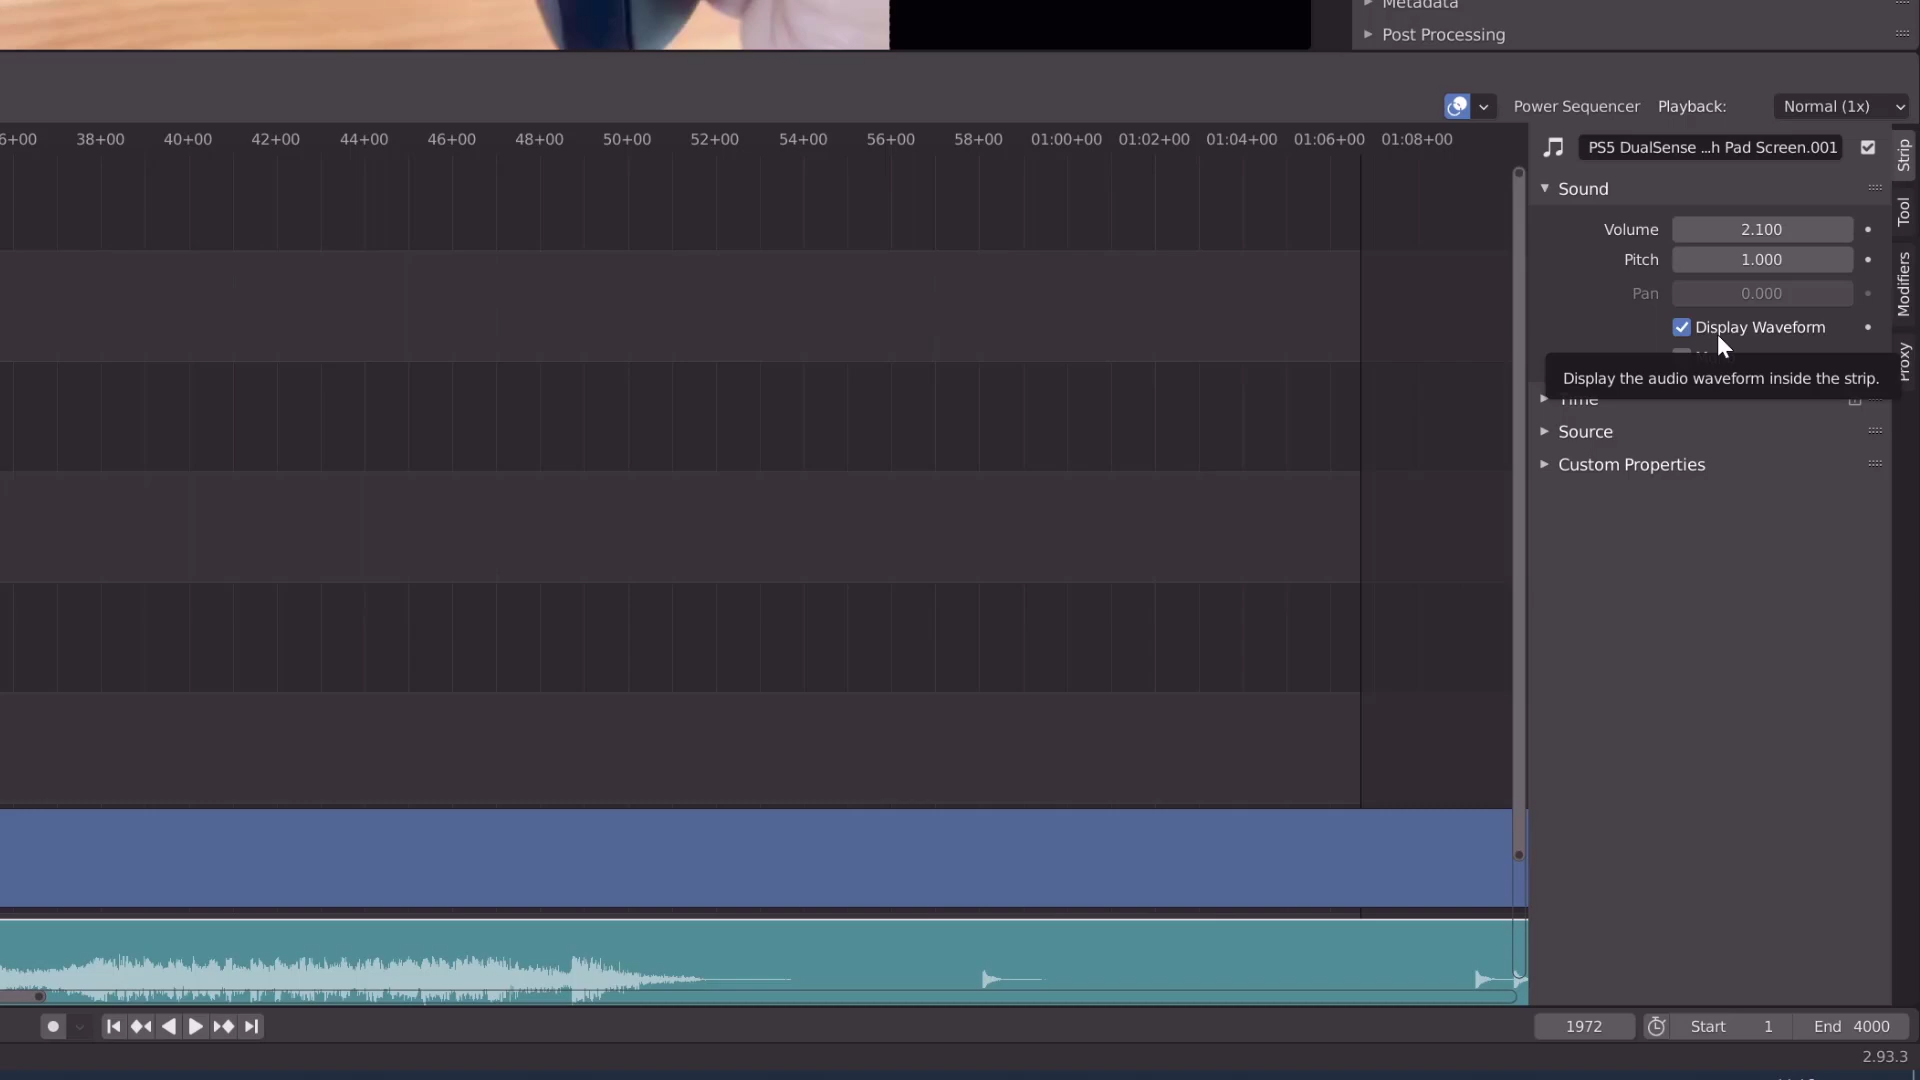 Metadata
Post Processing
Power Sequencer Playback: Normal (1x)
6+00 38+00 40+00 42+00 44+00 46+00 48+00 50+00 52+00 54+00 56+00 58+00 01:00+00 01:02+00 01:04+00 01:06+00 01:08+00
PS5 DualSense ...h Pad Screen.001
Sound
Volume 2.100
Pitch 1.000
Pan 0.000
Display Waveform
Display the audio waveform inside the strip.
Time
Source
Custom Properties
Strip
Tool
Modifiers
Proxy
1972 Start 1 End 4000
2.93.3